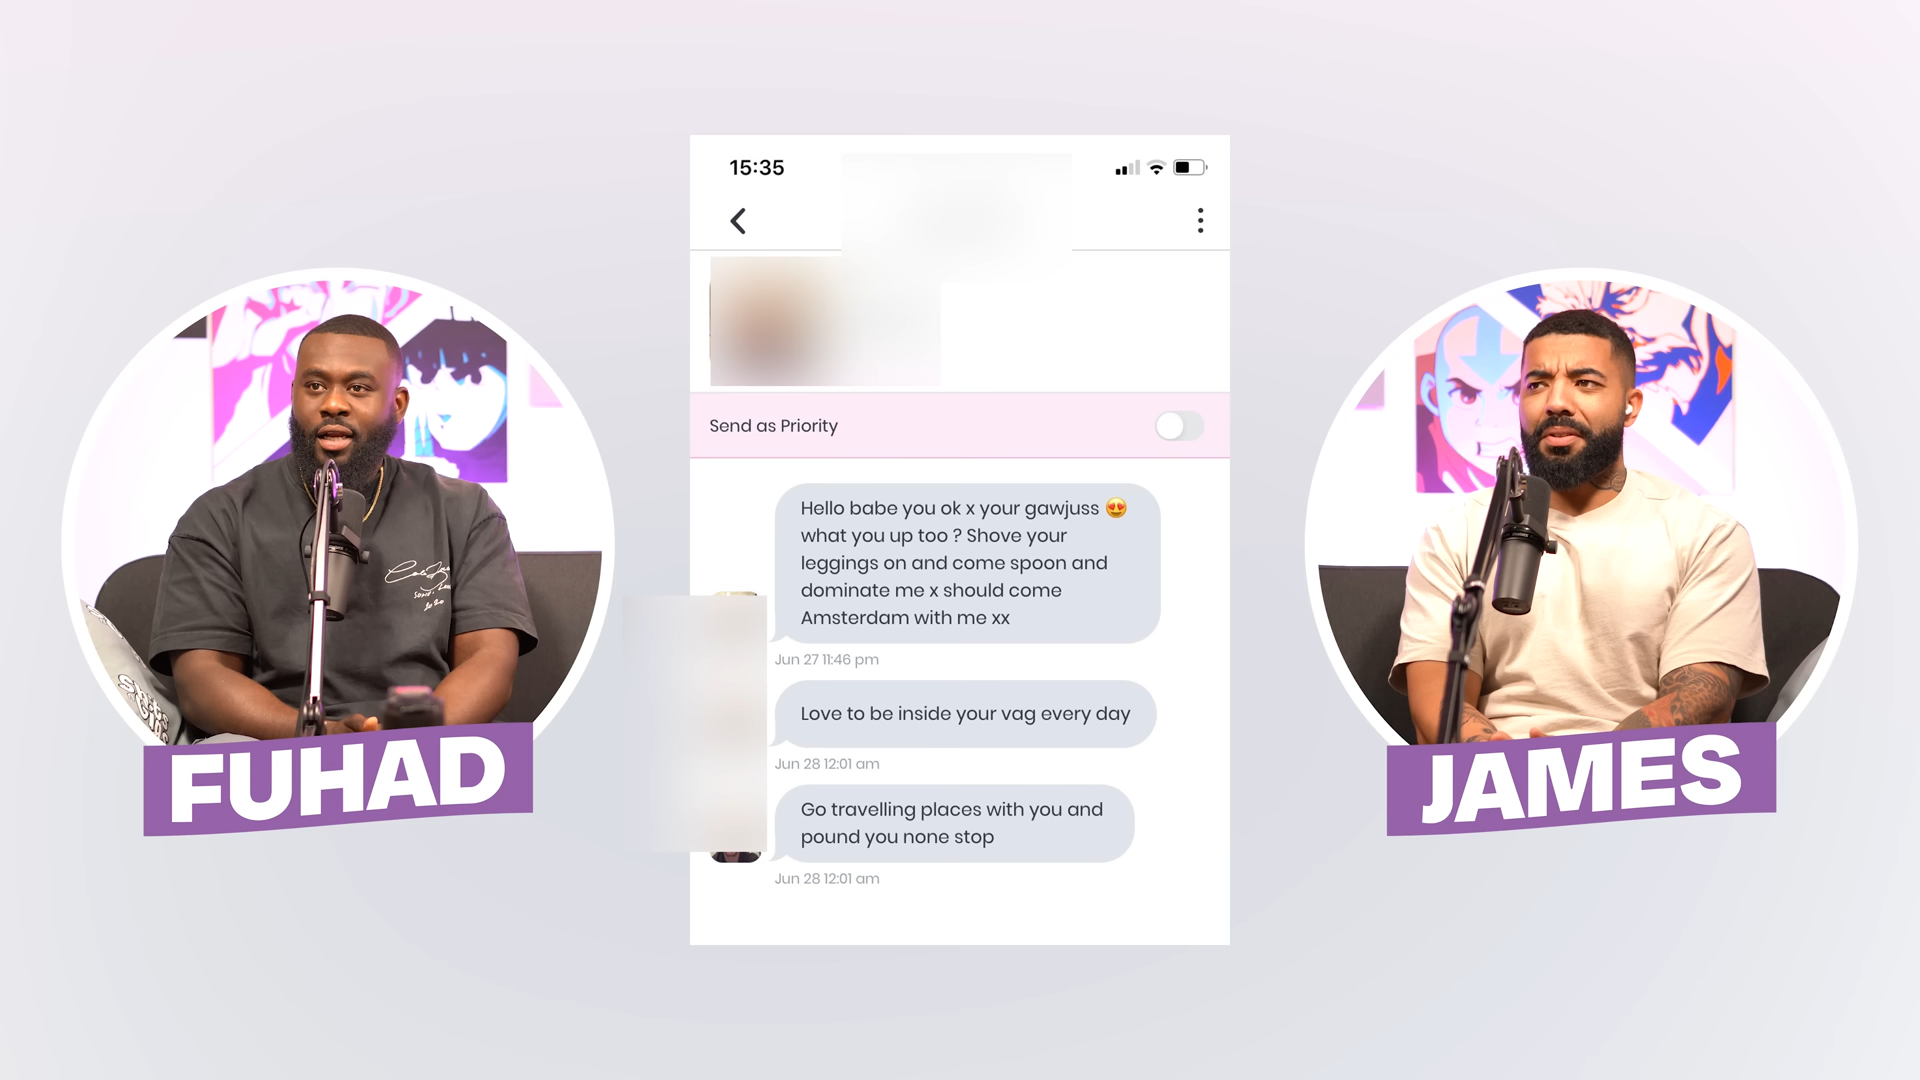 15:35
Send as Priority
Hello babe you ok x your gawjuss 😍
what you up too ? Shove your
leggings on and come spoon and
dominate me x should come
Amsterdam with me xx
Jun 27 11:46 pm
Love to be inside your vag every day
Jun 28 12:01 am
Go travelling places with you and
pound you none stop
Jun 28 12:01 am
FUHAD
JAMES